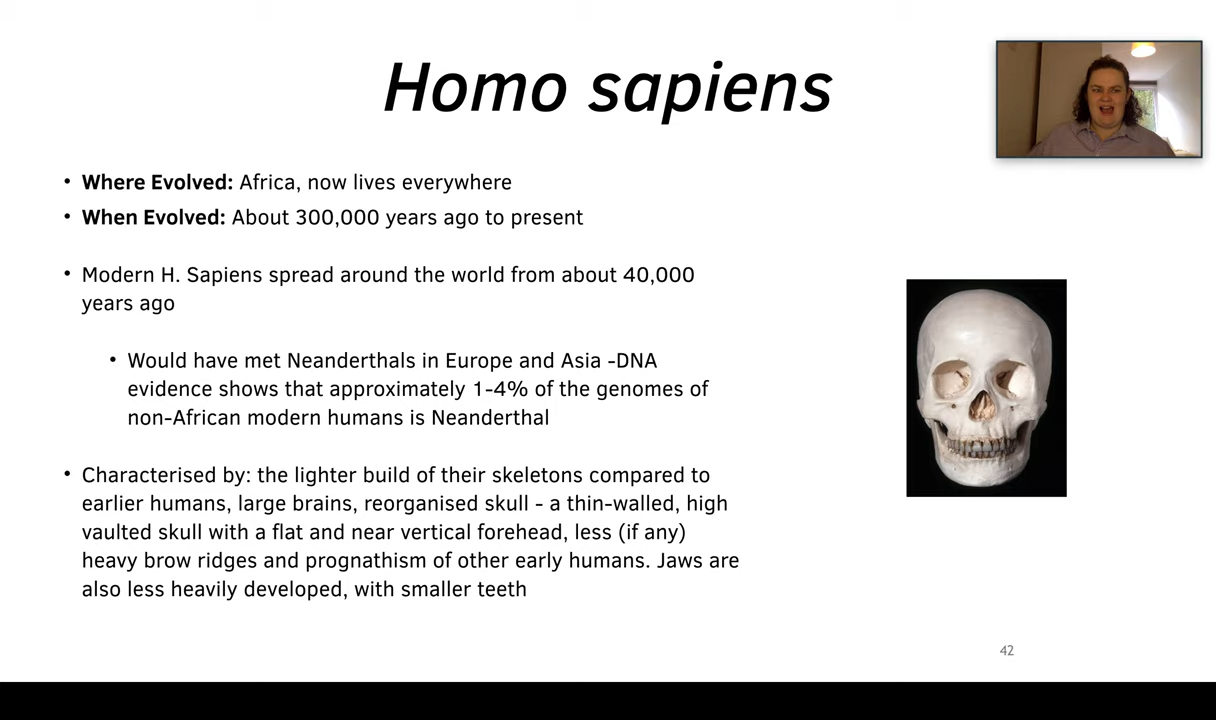 Homo sapiens
• Where Evolved: Africa, now lives everywhere
• When Evolved: About 300,000 years ago to present
• Modern H. Sapiens spread around the world from about 40,000
years ago
• Would have met Neanderthals in Europe and Asia -DNA
evidence shows that approximately 1-4% of the genomes of
non-African modern humans is Neanderthal
• Characterised by: the lighter build of their skeletons compared to
earlier humans, large brains, reorganised skull - a thin-walled, high
vaulted skull with a flat and near vertical forehead, less (if any)
heavy brow ridges and prognathism of other early humans. Jaws are
also less heavily developed, with smaller teeth
42